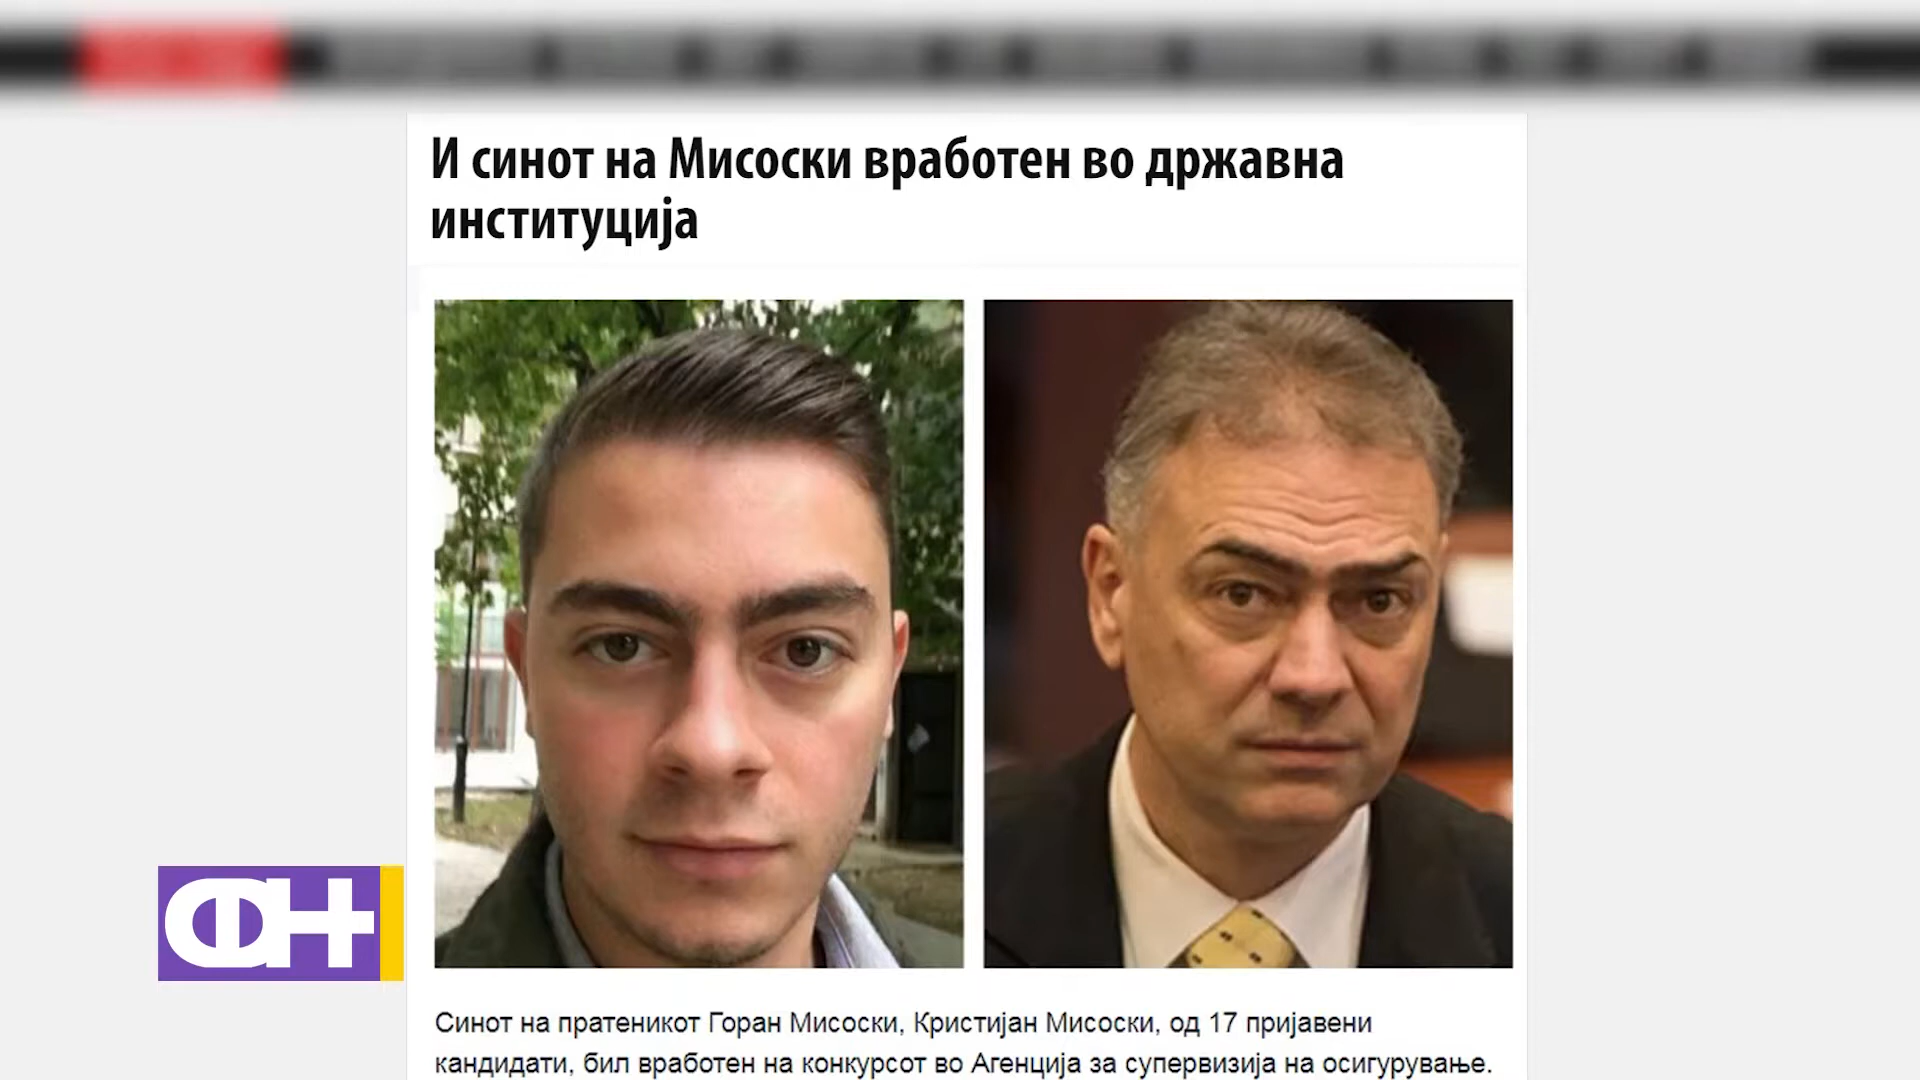 И синот на Мисоски вработен во државна
институција
ФН+
Синот на пратеникот Горан Мисоски, Кристијан Мисоски, од 17 пријавени
кандидати, бил вработен на конкурсот во Агенција за супервизија на осигурување.